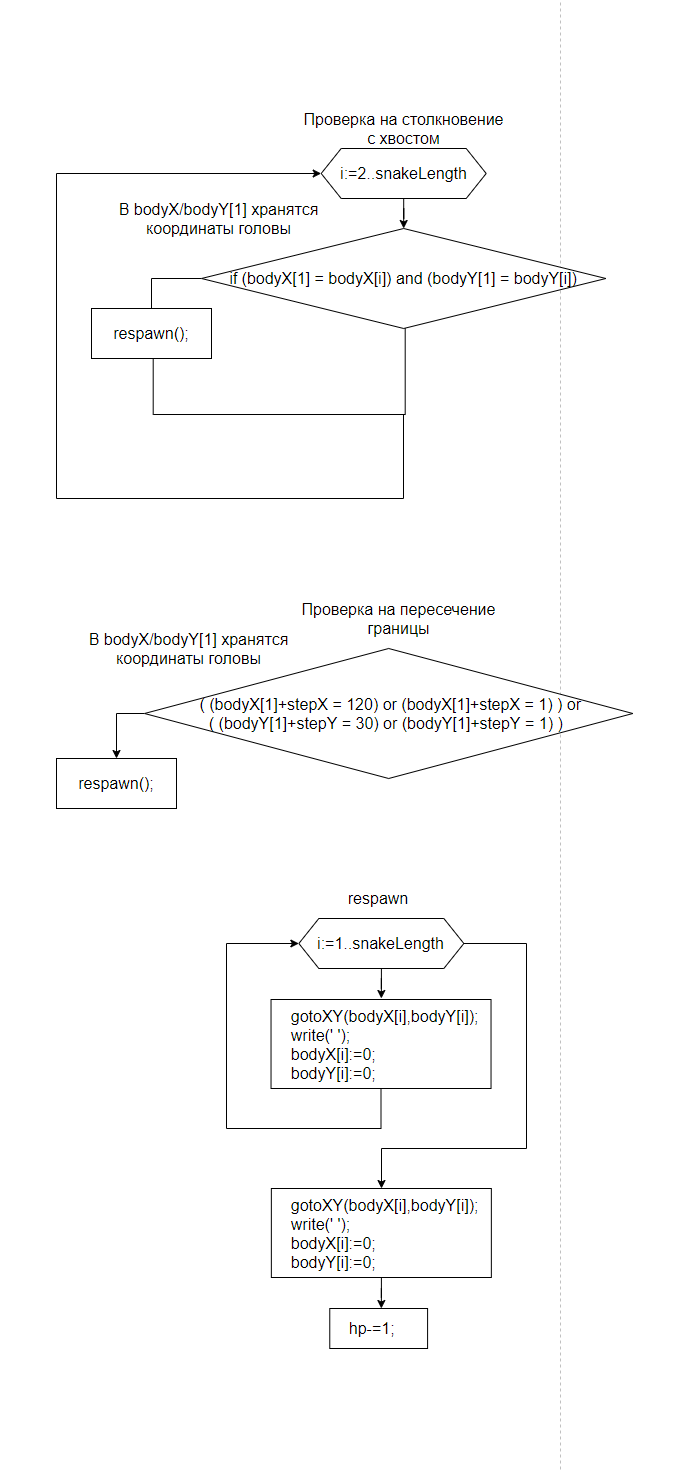 Проверка на столкновение
с хвостом
i:=2..snakeLength
В bodyX/bodyY[1] хранятся
координаты головы
if (bodyX[1] = bodyX[i]) and (bodyY[1] = bodyY[i])
respawn();
Проверка на пересечение
границы
В bodyX/bodyY[1] хранятся
координаты головы
( (bodyX[1]+stepX = 120) or (bodyX[1]+stepX = 1) ) or
( (bodyY[1]+stepY = 30) or (bodyY[1]+stepY = 1) )
respawn();
respawn
i:=1..snakeLength
gotoXY(bodyX[i],bodyY[i]);
write(' ');
bodyX[i]:=0;
bodyY[i]:=0;
gotoXY(bodyX[i],bodyY[i]);
write(' ');
bodyX[i]:=0;
bodyY[i]:=0;
hp-=1;